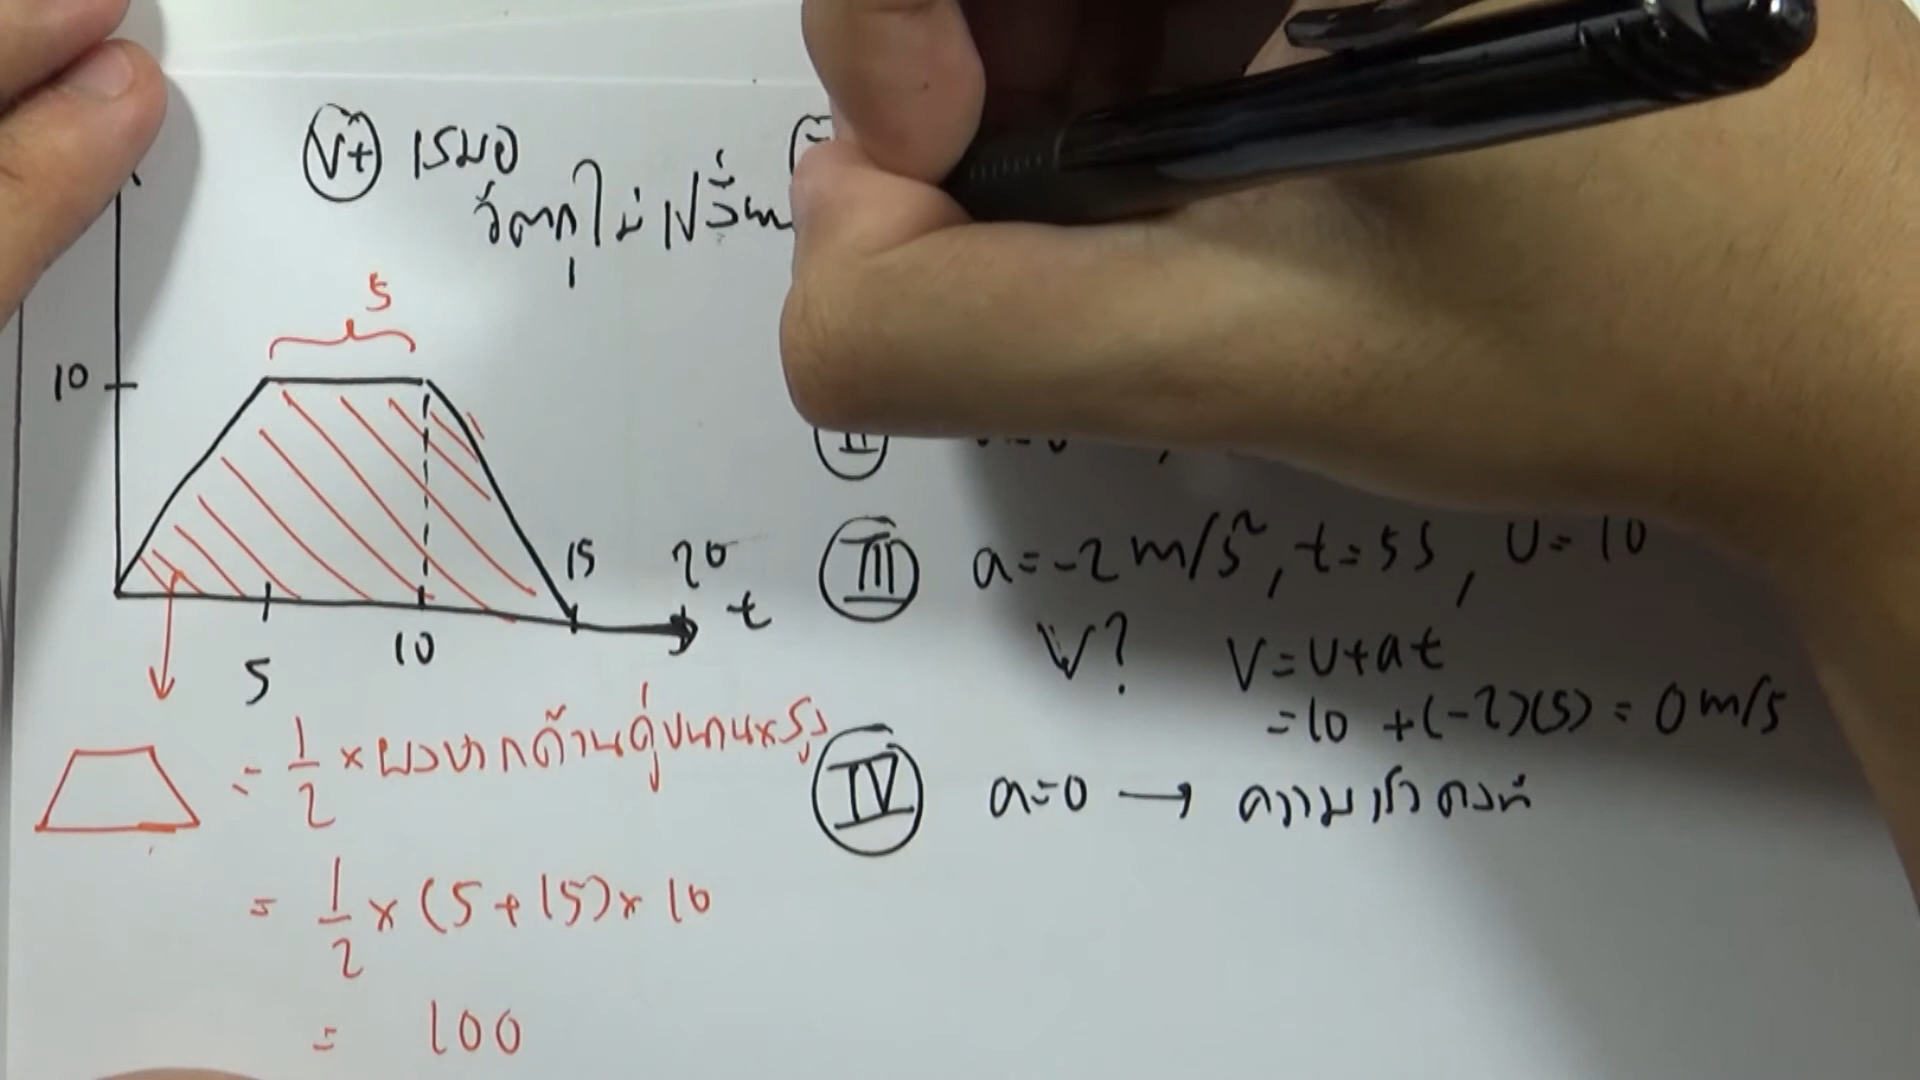 V+ เสมอ
วัตถุไม่เปลี่ยน
5
10
15
20
t
5
10
= 1/2 × ผลบวกด้านคู่ขนาน × สูง
= 1/2 × (5 + 15) × 10
= 100
II
III a = -2 m/s², t = 5 s, u = 10
V? V = u + at
= 10 + (-2)(5) = 0 m/s
IV a = 0 → ความเร็วคงที่